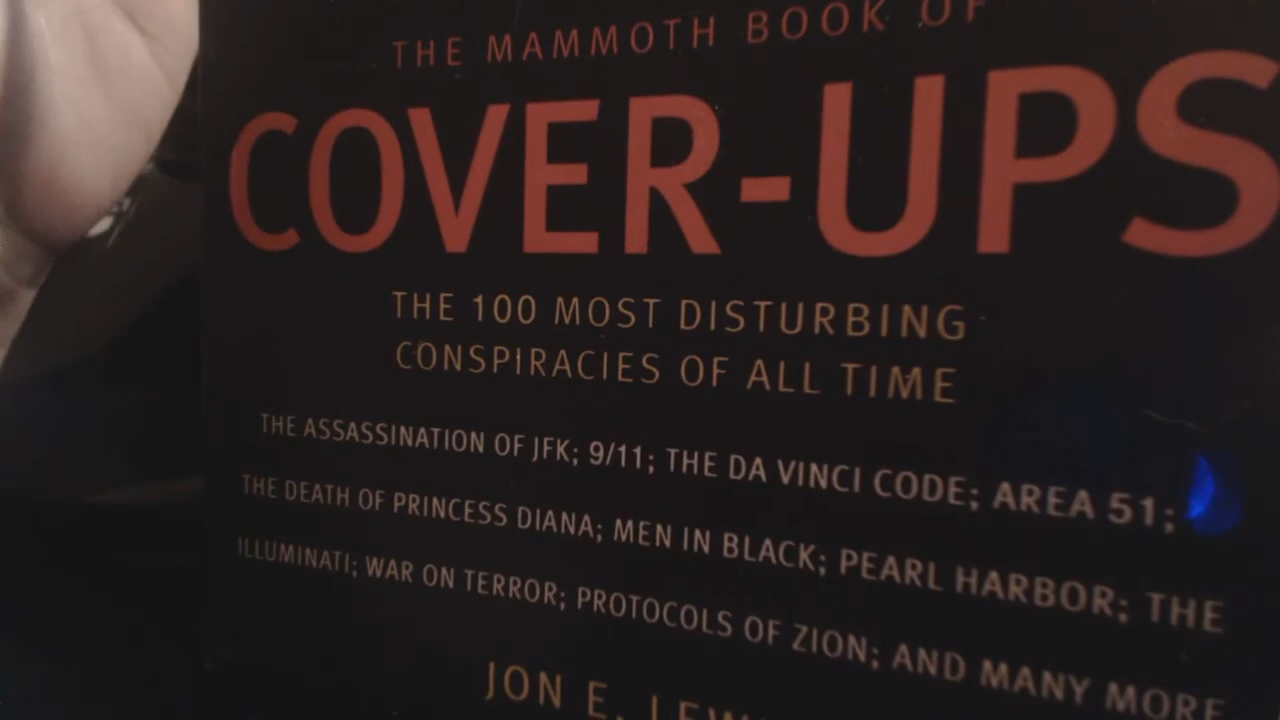 THE MAMMOTH BOOK OF
COVER-UPS
THE 100 MOST DISTURBING
CONSPIRACIES OF ALL TIME
THE ASSASSINATION OF JFK; 9/11; THE DA VINCI CODE; AREA 51;
THE DEATH OF PRINCESS DIANA; MEN IN BLACK; PEARL HARBOR; THE
ILLUMINATI; WAR ON TERROR; PROTOCOLS OF ZION; AND MANY MORE
JON E.